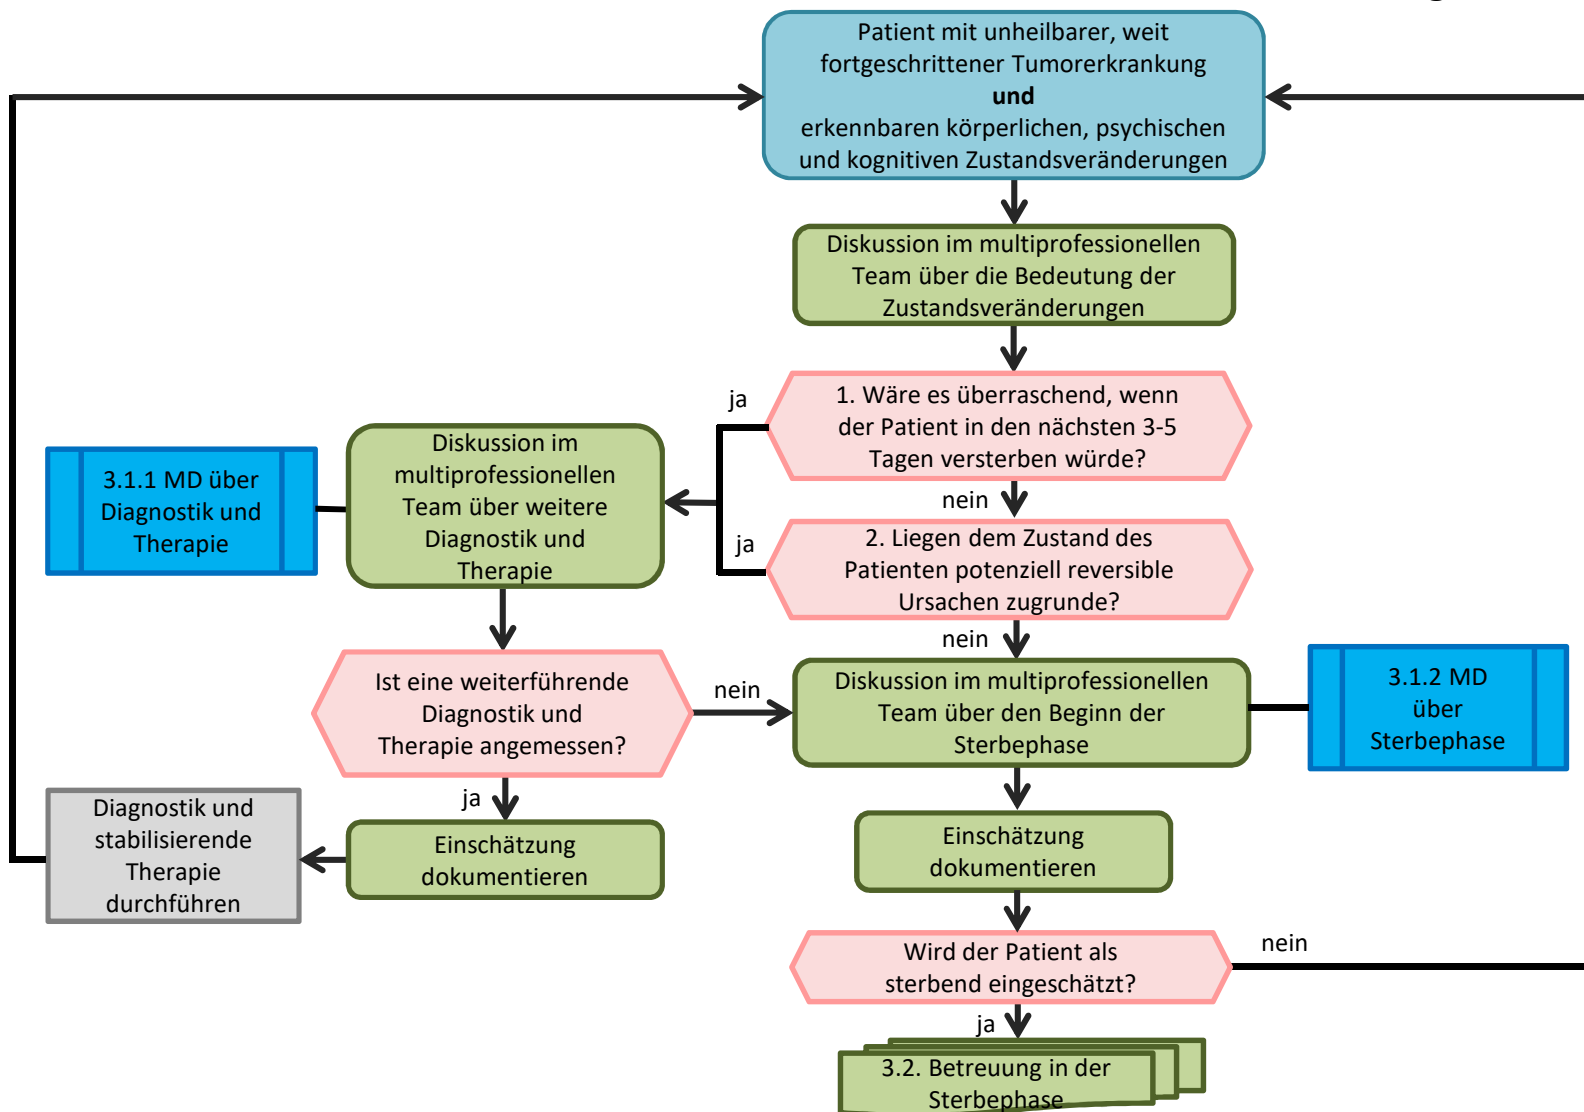 Patient mit unheilbarer, weit
fortgeschrittener Tumorerkrankung
und
erkennbaren körperlichen, psychischen
und kognitiven Zustandsveränderungen
Diskussion im multiprofessionellen
Team über die Bedeutung der
Zustandsveränderungen
1. Wäre es überraschend, wenn
der Patient in den nächsten 3-5
Tagen versterben würde?
ja
nein
Diskussion im
multiprofessionellen
Team über weitere
Diagnostik und
Therapie
3.1.1 MD über
Diagnostik und
Therapie
2. Liegen dem Zustand des
Patienten potenziell reversible
Ursachen zugrunde?
ja
nein
Ist eine weiterführende
Diagnostik und
Therapie angemessen?
nein
ja
Diskussion im multiprofessionellen
Team über den Beginn der
Sterbephase
3.1.2 MD
über
Sterbephase
Diagnostik und
stabilisierende
Therapie
durchführen
Einschätzung
dokumentieren
Einschätzung
dokumentieren
Wird der Patient als
sterbend eingeschätzt?
nein
ja
3.2. Betreuung in der
Sterbephase